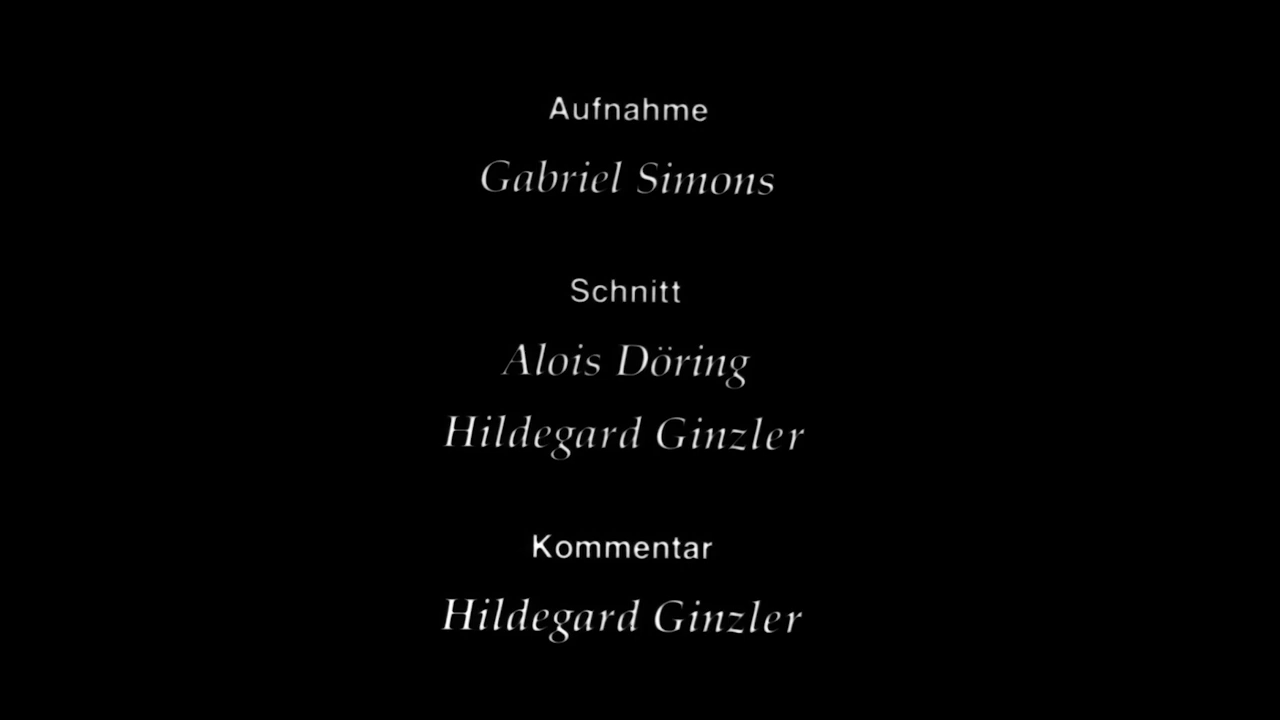 Aufnahme
Gabriel Simons
Schnitt
Alois Döring
Hildegard Ginzler
Kommentar
Hildegard Ginzler